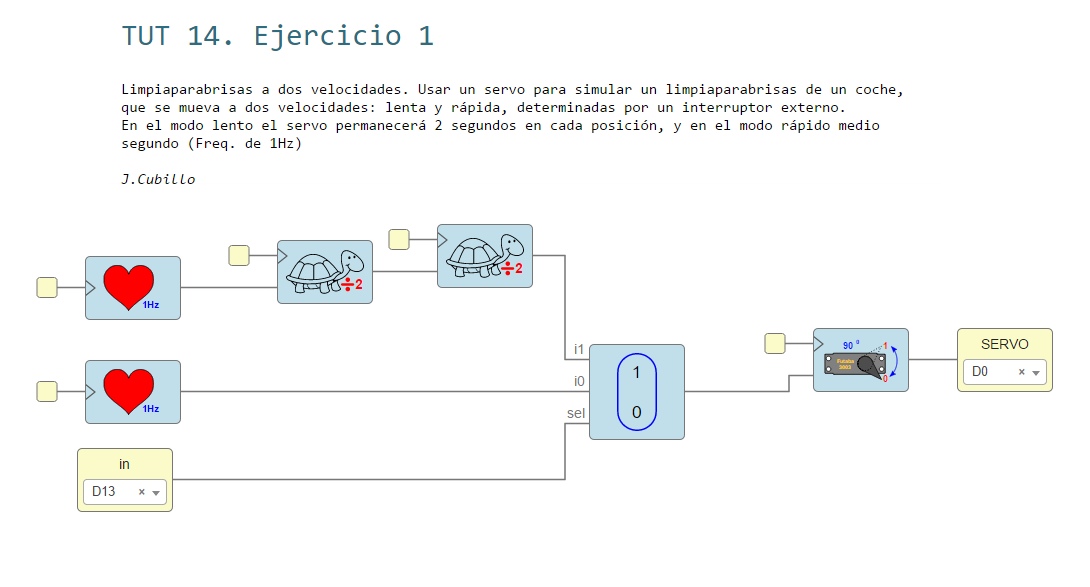 TUT 14. Ejercicio 1
Limpiaparabrisas a dos velocidades. Usar un servo para simular un limpiaparabrisas de un coche,
que se mueva a dos velocidades: lenta y rápida, determinadas por un interruptor externo.
En el modo lento el servo permanecerá 2 segundos en cada posición, y en el modo rápido medio
segundo (Freq. de 1Hz)
J.Cubillo
÷2
÷2
1Hz
i1
i0
sel
1
0
90 º
1
0
Futaba
3003
SERVO
D0 ×
1Hz
in
D13 ×